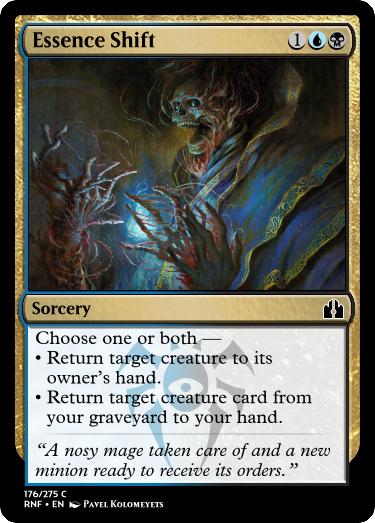 Essence Shift 1
Sorcery
Choose one or both —
• Return target creature to its
owner's hand.
• Return target creature card from
your graveyard to your hand.
“A nosy mage taken care of and a new
minion ready to receive its orders.”
176/275 C
RNF • EN Pavel Kolomeyets